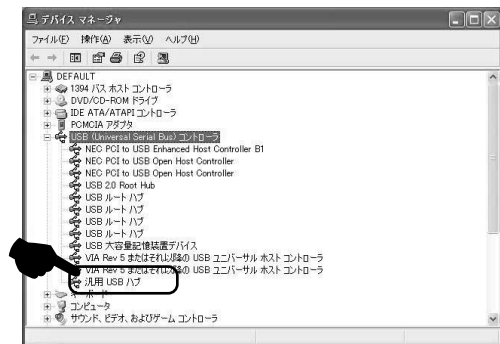 デバイス マネージャ
ファイル(F) 操作(A) 表示(V) ヘルプ(H)
DEFAULT
1394 バス ホスト コントローラ
DVD/CD-ROM ドライブ
IDE ATA/ATAPI コントローラ
PCMCIA アダプタ
USB (Universal Serial Bus) コントローラ
NEC PCI to USB Enhanced Host Controller B1
NEC PCI to USB Open Host Controller
NEC PCI to USB Open Host Controller
USB 2.0 Root Hub
USB ルート ハブ
USB ルート ハブ
USB ルート ハブ
USB ルート ハブ
USB 大容量記憶装置デバイス
VIA Rev 5 またはそれ以降の USB ユニバーサル ホスト コントローラ
VIA Rev 5 またはそれ以降の USB ユニバーサル ホスト コントローラ
汎用 USB ハブ
キーボード
コンピュータ
サウンド、ビデオ、およびゲーム コントローラ